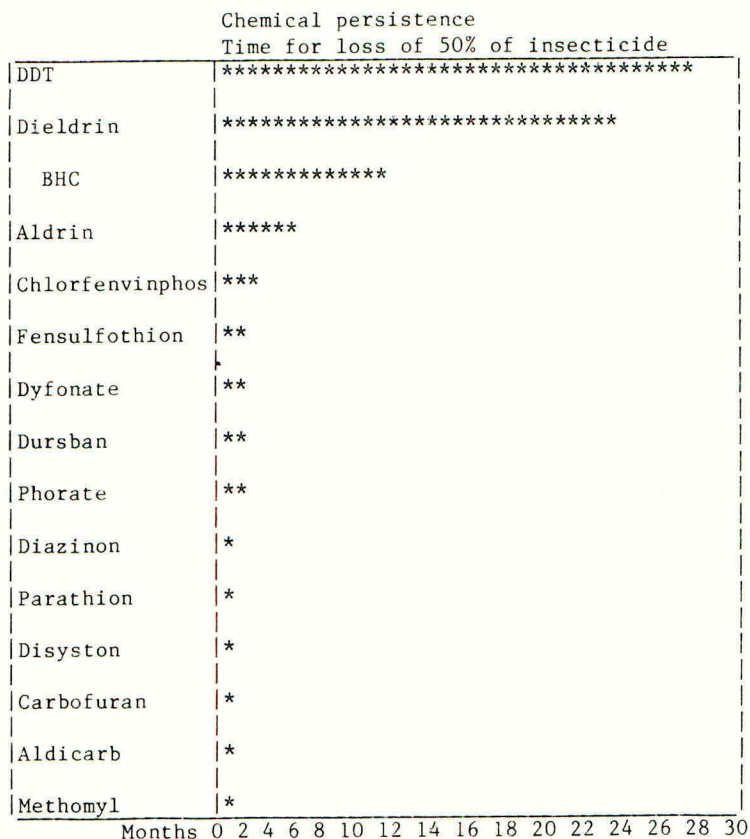 Chemical persistence
Time for loss of 50% of insecticide
DDT *************************************
Dieldrin *******************************
BHC *************
Aldrin ******
Chlorfenvinphos ***
Fensulfothion **
Dyfonate **
Dursban **
Phorate **
Diazinon *
Parathion *
Disyston *
Carbofuran *
Aldicarb *
Methomyl *
Months 0 2 4 6 8 10 12 14 16 18 20 22 24 26 28 30